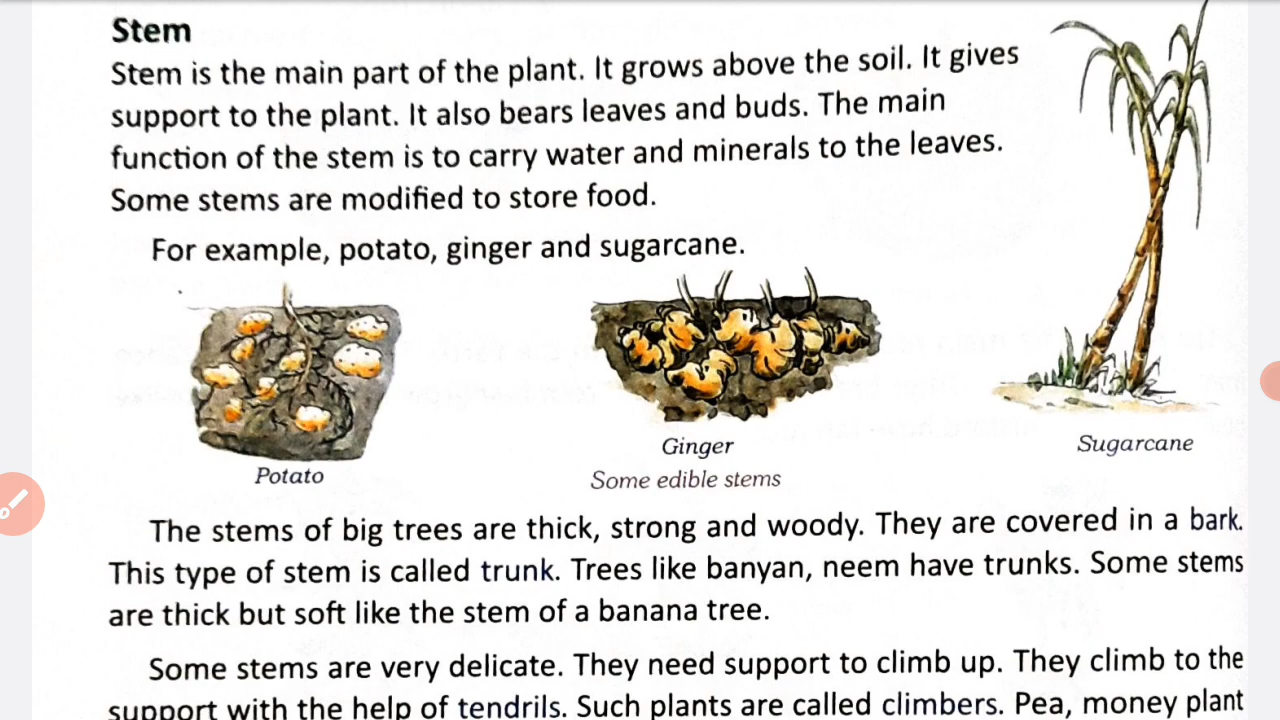 Stem
Stem is the main part of the plant. It grows above the soil. It gives
support to the plant. It also bears leaves and buds. The main
function of the stem is to carry water and minerals to the leaves.
Some stems are modified to store food.
For example, potato, ginger and sugarcane.
Potato
Ginger
Sugarcane
Some edible stems
The stems of big trees are thick, strong and woody. They are covered in a bark.
This type of stem is called trunk. Trees like banyan, neem have trunks. Some stems
are thick but soft like the stem of a banana tree.
Some stems are very delicate. They need support to climb up. They climb to the
support with the help of tendrils. Such plants are called climbers. Pea, money plant